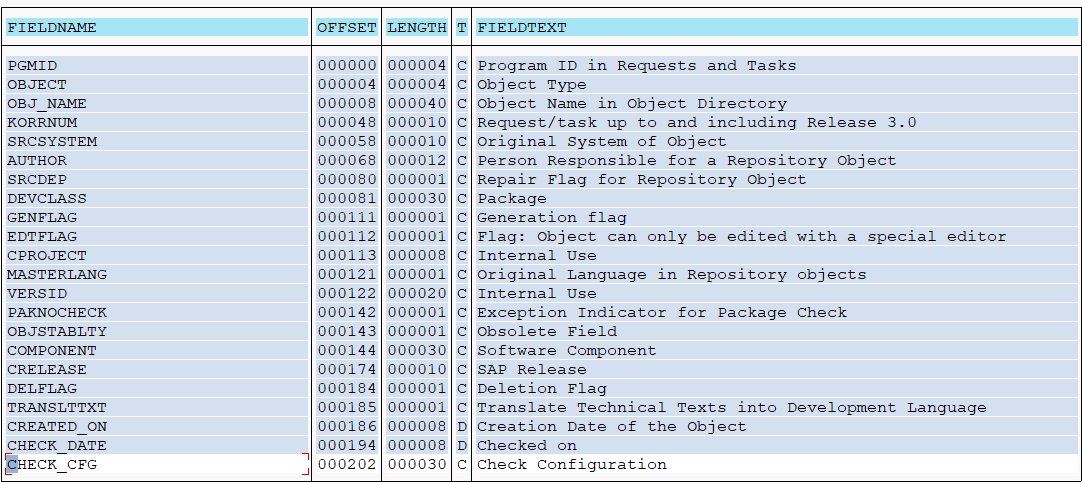 FIELDNAME OFFSET LENGTH T FIELDTEXT
PGMID 000000 000004 C Program ID in Requests and Tasks
OBJECT 000004 000004 C Object Type
OBJ_NAME 000008 000040 C Object Name in Object Directory
KORRNUM 000048 000010 C Request/task up to and including Release 3.0
SRCSYSTEM 000058 000010 C Original System of Object
AUTHOR 000068 000012 C Person Responsible for a Repository Object
SRCDEP 000080 000001 C Repair Flag for Repository Object
DEVCLASS 000081 000030 C Package
GENFLAG 000111 000001 C Generation flag
EDTFLAG 000112 000001 C Flag: Object can only be edited with a special editor
CPROJECT 000113 000008 C Internal Use
MASTERLANG 000121 000001 C Original Language in Repository objects
VERSID 000122 000020 C Internal Use
PAKNOCHECK 000142 000001 C Exception Indicator for Package Check
OBJSTABLTY 000143 000001 C Obsolete Field
COMPONENT 000144 000030 C Software Component
CRELEASE 000174 000010 C SAP Release
DELFLAG 000184 000001 C Deletion Flag
TRANSLTTXT 000185 000001 C Translate Technical Texts into Development Language
CREATED_ON 000186 000008 D Creation Date of the Object
CHECK_DATE 000194 000008 D Checked on
CHECK_CFG 000202 000030 C Check Configuration